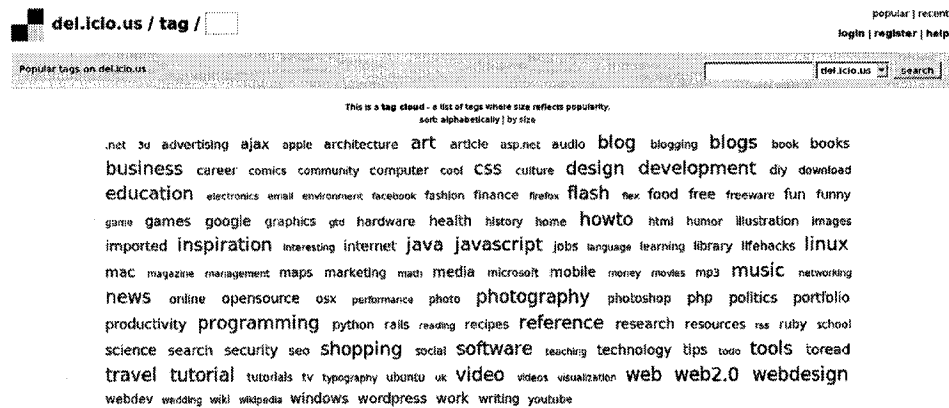 del.icio.us / tag /
popular | recent
login | register | help
Popular tags on del.icio.us
del.icio.us search
This is a tag cloud - a list of tags where size reflects popularity.
sort: alphabetically | by size
.net 3d advertising ajax apple architecture art article asp.net audio blog blogging blogs book books
business career comics community computer cool css culture design development diy download
education electronics email environment facebook fashion finance firefox flash flex food free freeware fun funny
game games google graphics gtd hardware health history home howto html humor illustration images
imported inspiration interesting internet java javascript jobs language learning library lifehacks linux
mac magazine management maps marketing math media microsoft mobile money movies mp3 music networking
news online opensource osx performance photo photography photoshop php politics portfolio
productivity programming python rails reading recipes reference research resources rss ruby school
science search security seo shopping social software teaching technology tips todo tools toread
travel tutorial tutorials tv typography ubuntu uk video videos visualization web web2.0 webdesign
webdev wedding wiki wikipedia windows wordpress work writing youtube